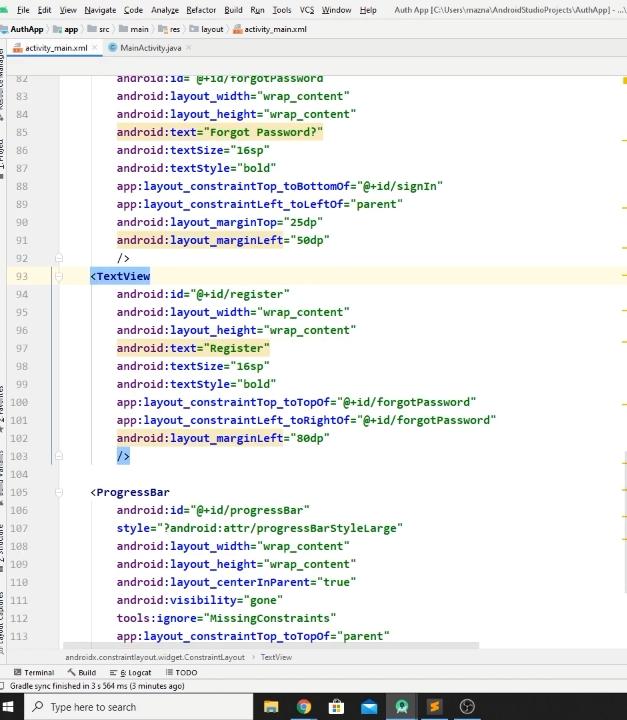 File Edit View Navigate Code Analyze Refactor Build Run Tools VCS Window Help Auth App [C:\Users\mazna\AndroidStudioProjects\AuthApp] - ...\
AuthApp app src main res layout activity_main.xml
activity_main.xml MainActivity.java
82 android:id="@+id/forgotPassword"
83 android:layout_width="wrap_content"
84 android:layout_height="wrap_content"
85 android:text="Forgot Password?"
86 android:textSize="16sp"
87 android:textStyle="bold"
88 app:layout_constraintTop_toBottomOf="@+id/signIn"
89 app:layout_constraintLeft_toLeftOf="parent"
90 android:layout_marginTop="25dp"
91 android:layout_marginLeft="50dp"
92 />
93 <TextView
94 android:id="@+id/register"
95 android:layout_width="wrap_content"
96 android:layout_height="wrap_content"
97 android:text="Register"
98 android:textSize="16sp"
99 android:textStyle="bold"
100 app:layout_constraintTop_toTopOf="@+id/forgotPassword"
101 app:layout_constraintLeft_toRightOf="@+id/forgotPassword"
102 android:layout_marginLeft="80dp"
103 />
104
105 <ProgressBar
106 android:id="@+id/progressBar"
107 style="?android:attr/progressBarStyleLarge"
108 android:layout_width="wrap_content"
109 android:layout_height="wrap_content"
110 android:layout_centerInParent="true"
111 android:visibility="gone"
112 tools:ignore="MissingConstraints"
113 app:layout_constraintTop_toTopOf="parent"
androidx.constraintlayout.widget.ConstraintLayout TextView
Terminal Build 6: Logcat TODO
Gradle sync finished in 3 s 564 ms (3 minutes ago)
Type here to search